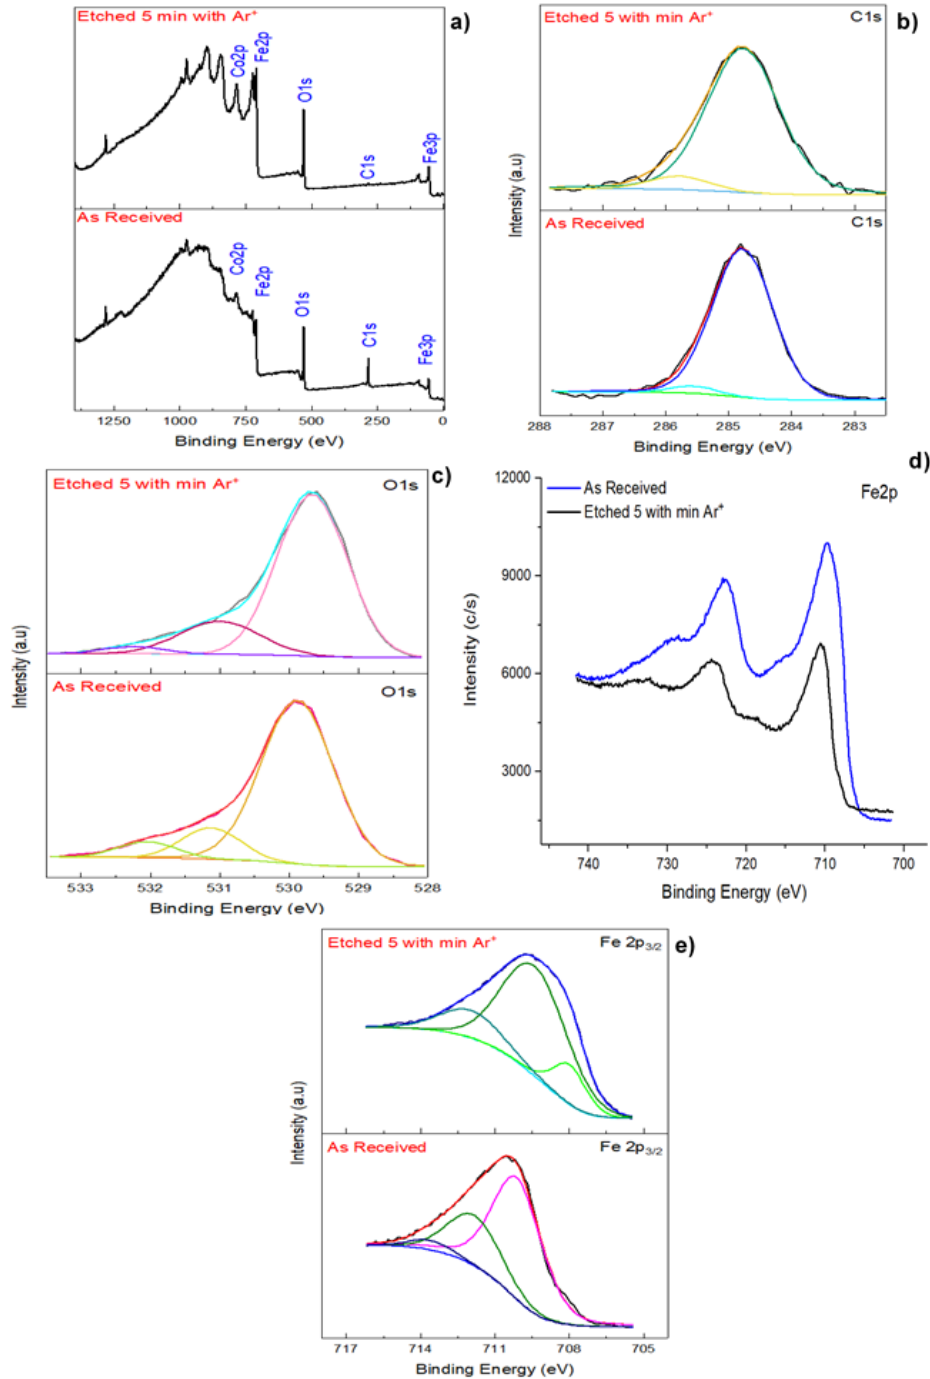 Etched 5 min with Ar⁺
a)
Co2p
Fe2p
O1s
C1s
Fe3p
As Received
Co2p
Fe2p
O1s
C1s
Fe3p
1250 1000 750 500 250 0
Binding Energy (eV)
Etched 5 with min Ar⁺
C1s
b)
Intensity (a.u)
As Received
C1s
288 287 286 285 284 283
Binding Energy (eV)
Etched 5 with min Ar⁺
O1s
c)
Intensity (a.u)
As Received
O1s
533 532 531 530 529 528
Binding Energy (eV)
d)
12000
As Received
Fe2p
Etched 5 with min Ar⁺
9000
Intensity (c/s)
6000
3000
740 730 720 710 700
Binding Energy (eV)
Etched 5 with min Ar⁺
Fe 2p₃/₂
e)
Intensity (a.u)
As Received
Fe 2p₃/₂
717 714 711 708 705
Binding Energy (eV)